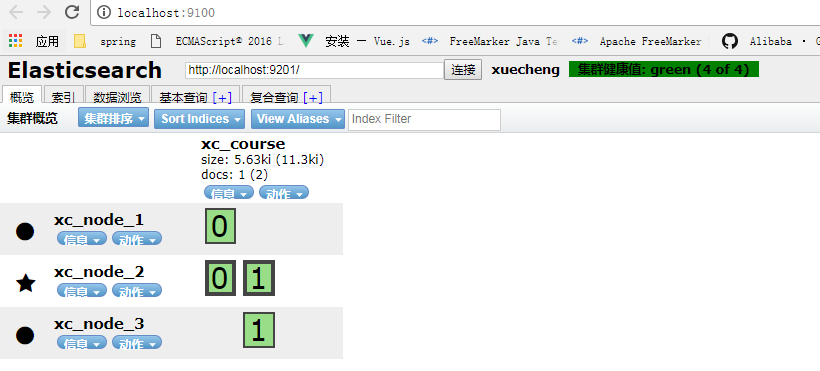 localhost:9100
应用 spring ECMAScript® 2016 L 安装 — Vue.js FreeMarker Java Te Apache FreeMarker Alibaba · G
Elasticsearch http://localhost:9201/ 连接 xuecheng 集群健康值: green (4 of 4)
概览 索引 数据浏览 基本查询 [+] 复合查询 [+]
集群概览 集群排序 Sort Indices View Aliases Index Filter
xc_course
size: 5.63ki (11.3ki)
docs: 1 (2)
信息 动作
xc_node_1 0
信息 动作
xc_node_2 0 1
信息 动作
xc_node_3 1
信息 动作